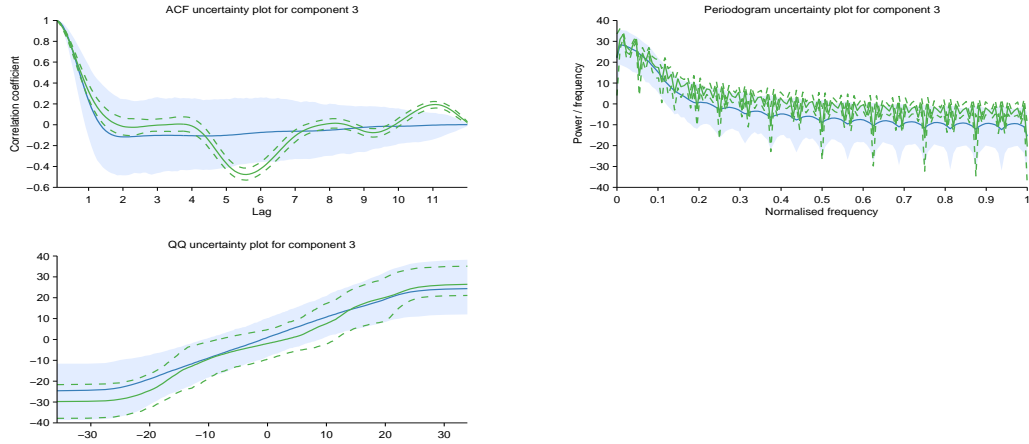 ACF uncertainty plot for component 3
1
0.8
0.6
0.4
0.2
0
−0.2
−0.4
−0.6
Correlation coefficient
1 2 3 4 5 6 7 8 9 10 11
Lag
Periodogram uncertainty plot for component 3
40
30
20
10
0
−10
−20
−30
−40
Power / frequency
0 0.1 0.2 0.3 0.4 0.5 0.6 0.7 0.8 0.9 1
Normalised frequency
QQ uncertainty plot for component 3
40
30
20
10
0
−10
−20
−30
−40
−30 −20 −10 0 10 20 30